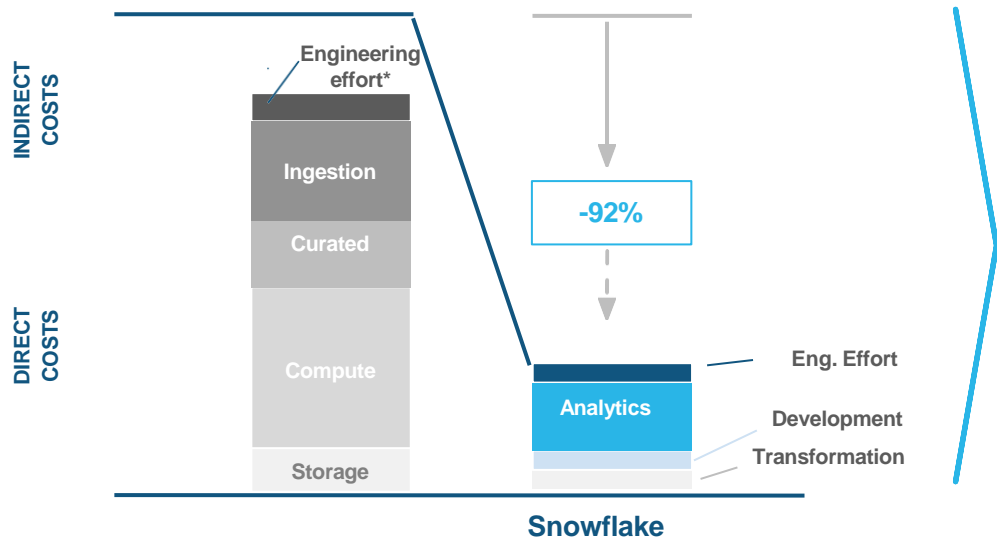 Engineering
effort*
INDIRECT
COSTS
Ingestion
-92%
Curated
DIRECT
COSTS
Compute
Eng. Effort
Analytics
Development
Transformation
Storage
Snowflake